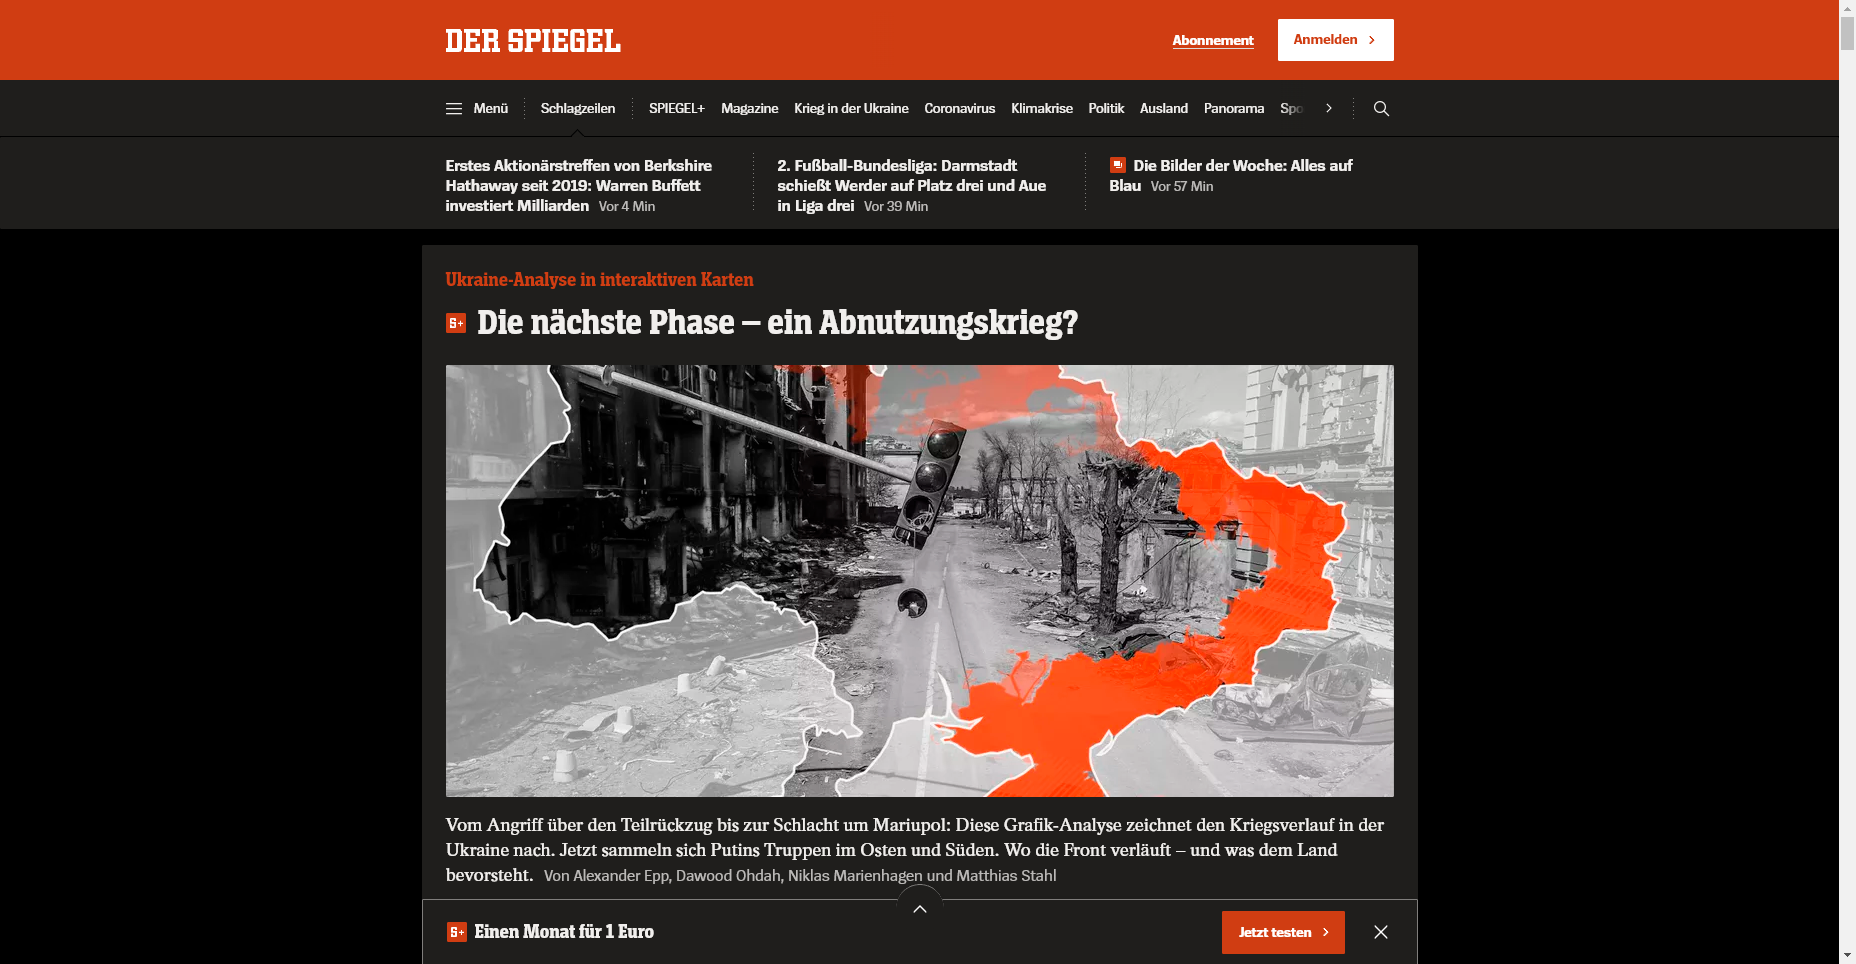 DER SPIEGEL
Abonnement
Anmelden
Menü
Schlagzeilen
SPIEGEL+
Magazine
Krieg in der Ukraine
Coronavirus
Klimakrise
Politik
Ausland
Panorama
Spo
Erstes Aktionärstreffen von Berkshire
Hathaway seit 2019: Warren Buffett
investiert Milliarden Vor 4 Min
2. Fußball-Bundesliga: Darmstadt
schießt Werder auf Platz drei und Aue
in Liga drei Vor 39 Min
Die Bilder der Woche: Alles auf
Blau Vor 57 Min
Ukraine-Analyse in interaktiven Karten
S+ Die nächste Phase – ein Abnutzungskrieg?
Vom Angriff über den Teilrückzug bis zur Schlacht um Mariupol: Diese Grafik-Analyse zeichnet den Kriegsverlauf in der
Ukraine nach. Jetzt sammeln sich Putins Truppen im Osten und Süden. Wo die Front verläuft – und was dem Land
bevorsteht. Von Alexander Epp, Dawood Ohdah, Niklas Marienhagen und Matthias Stahl
S+ Einen Monat für 1 Euro
Jetzt testen